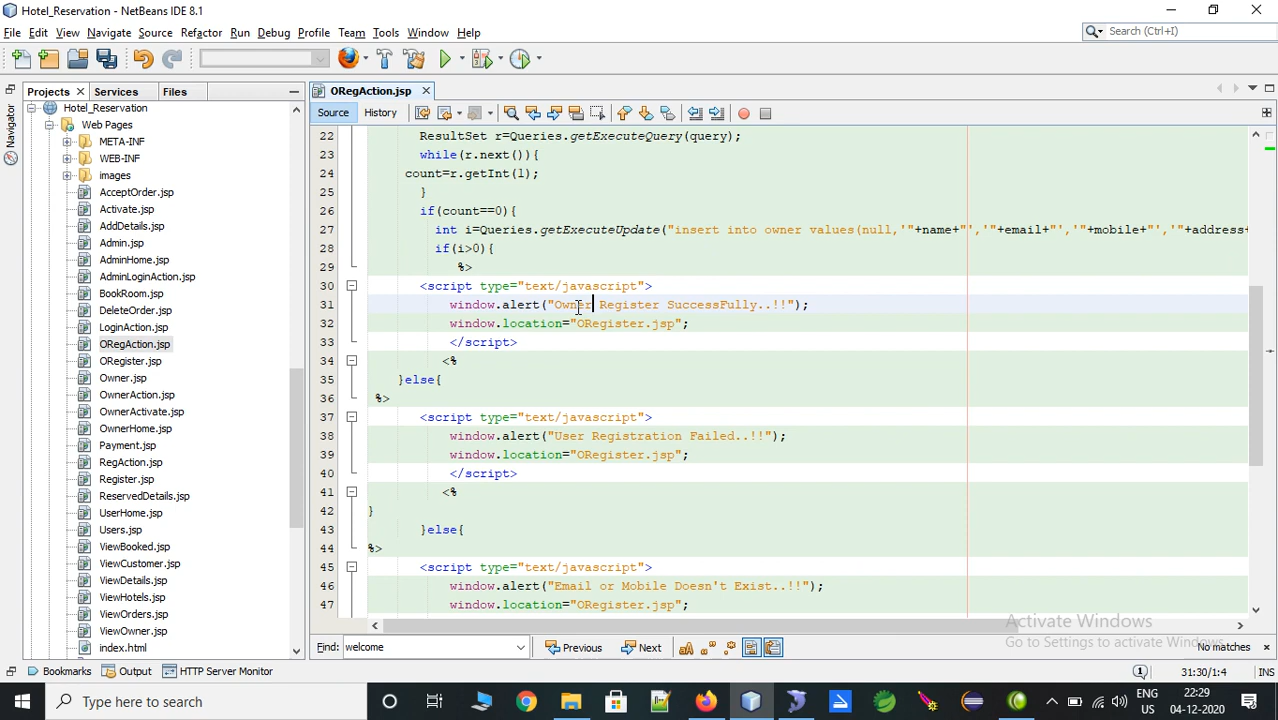 Hotel_Reservation - NetBeans IDE 8.1
File Edit View Navigate Source Refactor Run Debug Profile Team Tools Window Help
Search (Ctrl+I)
Projects Services Files
ORegAction.jsp
Source History
Navigator
Hotel_Reservation
Web Pages
META-INF
WEB-INF
images
AcceptOrder.jsp
Activate.jsp
AddDetails.jsp
Admin.jsp
AdminHome.jsp
AdminLoginAction.jsp
BookRoom.jsp
DeleteOrder.jsp
LoginAction.jsp
ORegAction.jsp
ORegister.jsp
Owner.jsp
OwnerAction.jsp
OwnerActivate.jsp
OwnerHome.jsp
Payment.jsp
RegAction.jsp
Register.jsp
ReservedDetails.jsp
UserHome.jsp
Users.jsp
ViewBooked.jsp
ViewCustomer.jsp
ViewDetails.jsp
ViewHotels.jsp
ViewOrders.jsp
ViewOwner.jsp
index.html
22 ResultSet r=Queries.getExecuteQuery(query);
23 while(r.next()){
24 count=r.getInt(1);
25 }
26 if(count==0){
27 int i=Queries.getExecuteUpdate("insert into owner values(null,'"+name+"','"+email+"','"+mobile+"','"+address+
28 if(i>0){
29 %>
30 <script type="text/javascript">
31 window.alert("Owner Register SuccessFully..!!");
32 window.location="ORegister.jsp";
33 </script>
34 <%
35 }else{
36 %>
37 <script type="text/javascript">
38 window.alert("User Registration Failed..!!");
39 window.location="ORegister.jsp";
40 </script>
41 <%
42 }
43 }else{
44 %>
45 <script type="text/javascript">
46 window.alert("Email or Mobile Doesn't Exist..!!");
47 window.location="ORegister.jsp";
Activate Windows
Go to Settings to activate Windows.
Find: welcome Previous Next No matches
Bookmarks Output HTTP Server Monitor 31:30/1:4 INS
Type here to search
ENG
US
22:29
04-12-2020